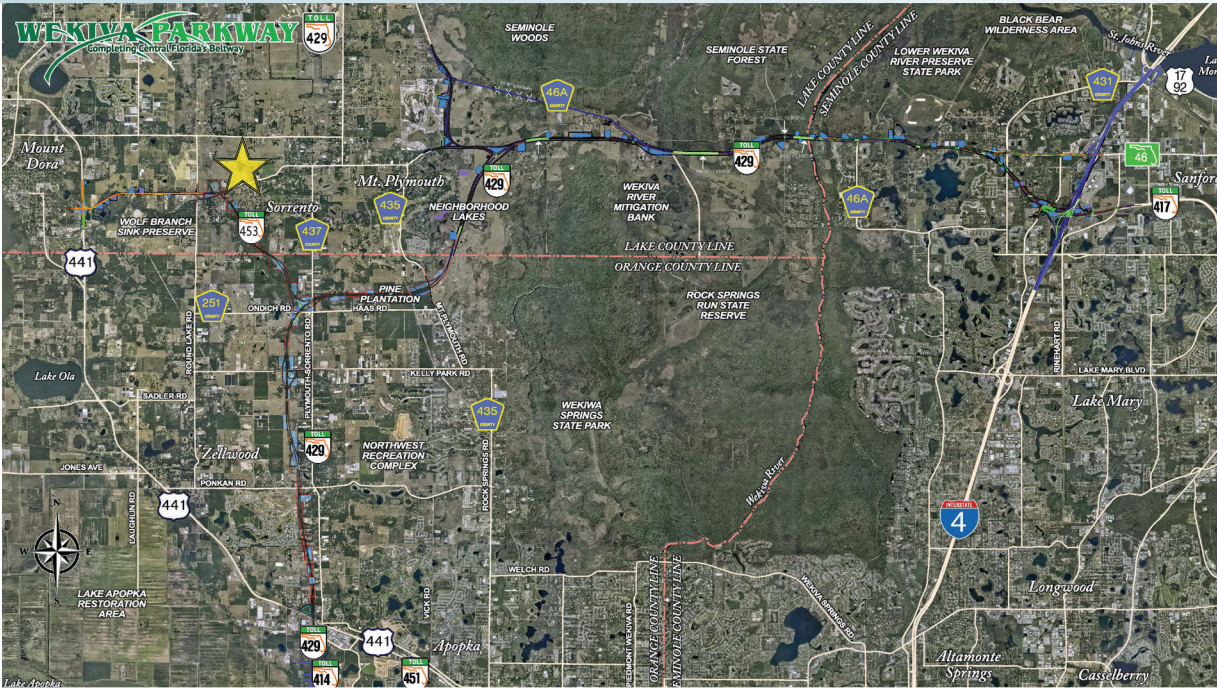 WEKIVA PARKWAY
Completing Central Florida's Beltway
TOLL
429
SEMINOLE
WOODS
SEMINOLE STATE
FOREST
LAKE COUNTY LINE
SEMINOLE COUNTY LINE
LOWER WEKIVA
RIVER PRESERVE
STATE PARK
BLACK BEAR
WILDERNESS AREA
St. Johns River
17
92
431
COUNTY
46A
COUNTY
Mount
Dora
TOLL
429
TOLL
429
46
Sanford
Mt. Plymouth
Sorrento
435
COUNTY
NEIGHBORHOOD
LAKES
WEKIVA
RIVER
MITIGATION
BANK
46A
COUNTY
TOLL
417
WOLF BRANCH
SINK PRESERVE
TOLL
453
437
COUNTY
441
LAKE COUNTY LINE
ORANGE COUNTY LINE
PINE
PLANTATION
251
COUNTY
ONDICH RD
HAAS RD
ROCK SPRINGS
RUN STATE
RESERVE
ROUND LAKE RD
PLYMOUTH-SORRENTO RD
MT PLYMOUTH RD
RINEHART RD
KELLY PARK RD
LAKE MARY BLVD
Lake Ola
SADLER RD
Lake Mary
435
COUNTY
WEKIWA
SPRINGS
STATE PARK
Zellwood
TOLL
429
NORTHWEST
RECREATION
COMPLEX
ROCK SPRINGS RD
JONES AVE
PONKAN RD
Wekiva River
441
LAUGHLIN RD
INTERSTATE
4
N
W
E
S
WELCH RD
WEKIVA SPRINGS RD
Longwood
LAKE APOPKA
RESTORATION
AREA
VICK RD
PIEDMONT WEKIVA RD
ORANGE COUNTY LINE
SEMINOLE COUNTY LINE
TOLL
429
441
Apopka
TOLL
414
TOLL
451
Altamonte
Springs
Casselberry
Lake Apopka